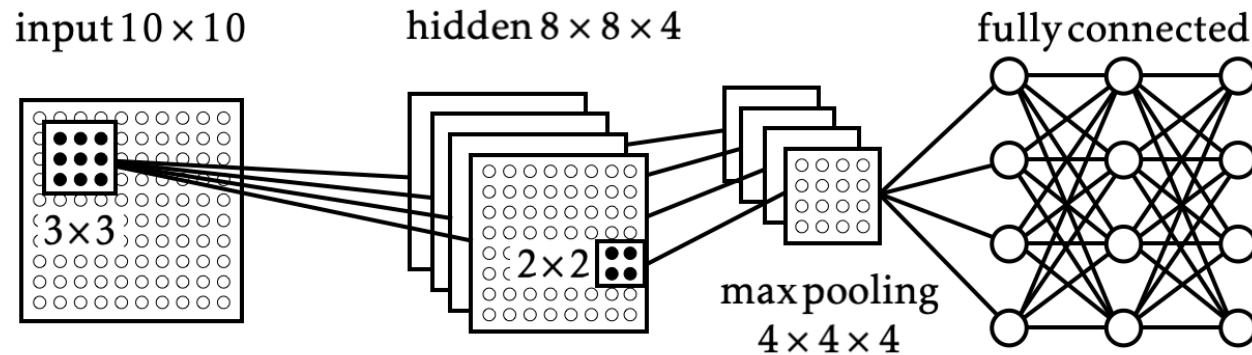 input 10 × 10
hidden 8 × 8 × 4
fully connected
3 × 3
2 × 2
max pooling
4 × 4 × 4